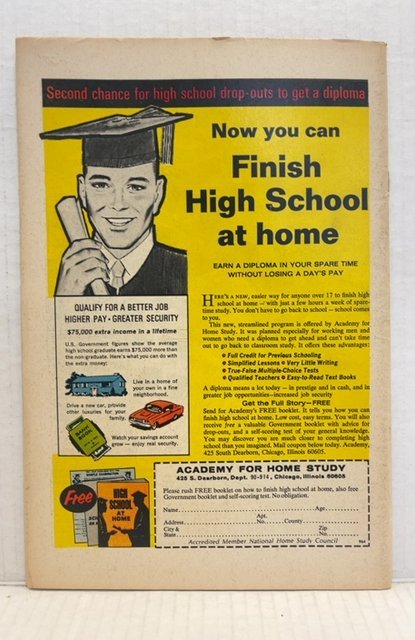 Second chance for high school drop-outs to get a diploma
Now you can
Finish
High School
at home
EARN A DIPLOMA IN YOUR SPARE TIME
WITHOUT LOSING A DAY'S PAY
HERE'S A NEW, easier way for anyone over 17 to finish high
school at home — with just a few hours a week of spare-
time study. You don't have to go back to school — school comes
to you.
This new, streamlined program is offered by Academy for
Home Study. It was planned especially for working men and
women who need a diploma to get ahead and can't take time
out to go back to classroom study. It offers these advantages:
• Full Credit for Previous Schooling
• Simplified Lessons • Very Little Writing
• True-False Multiple-Choice Tests
• Qualified Teachers • Easy-to-Read Text Books
A diploma means a lot today — in prestige and in cash, and in
greater job opportunities—increased job security
Get the Full Story—FREE
Send for Academy's FREE booklet. It tells you how you can
finish high school at home. Low cost, easy terms. You will also
receive free a valuable Government booklet with advice for
drop-outs, and a self-scoring test of your general knowledge.
You may discover you are much closer to completing high
school than you imagined. Mail coupon below today. Academy,
425 South Dearborn, Chicago, Illinois 60605.
QUALIFY FOR A BETTER JOB
HIGHER PAY • GREATER SECURITY
$75,000 extra income in a lifetime
U.S. Government figures show the average
high school graduate earns $75,000 more than
the non-graduate. Here's what you can do with
the extra money:
Live in a home of
your own in a fine
neighborhood.
Drive a new car, provide
other luxuries for your
family.
Watch your savings account
grow — enjoy real security.
Free
HIGH
SCHOOL
AT HOME
ACADEMY FOR HOME STUDY
425 S. Dearborn, Dept. 90-914, Chicago, Illinois 60605
Please rush FREE booklet on how to finish high school at home, also free
Government booklet and self-scoring test. No obligation.
Name Age
Apt.
Address No. County
City & Zip
State No.
Accredited Member National Home Study Council